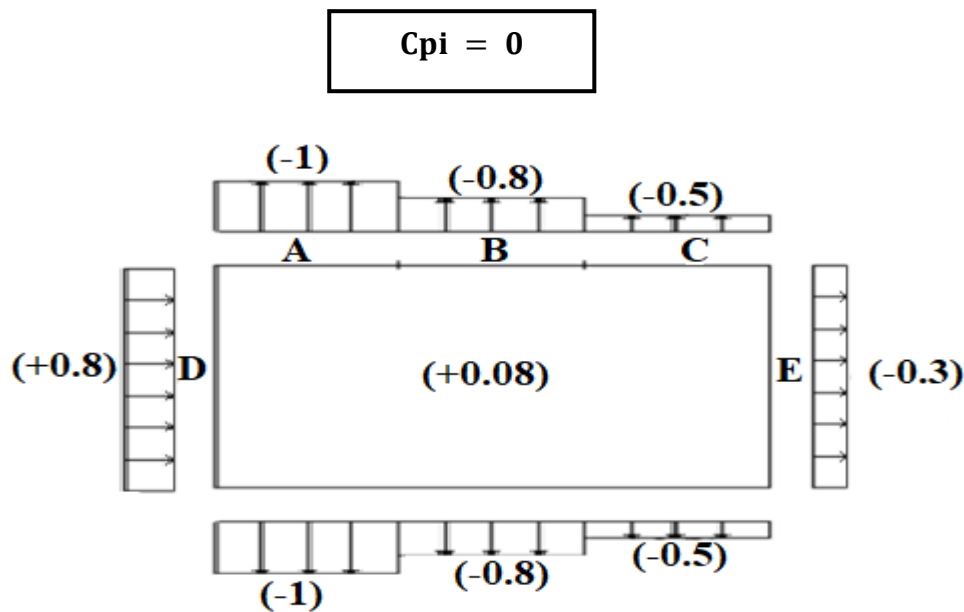 Cpi = 0
(-1)
(-0.8)
(-0.5)
A B C
(+0.8) D (+0.08) E (-0.3)
(-1)
(-0.8)
(-0.5)